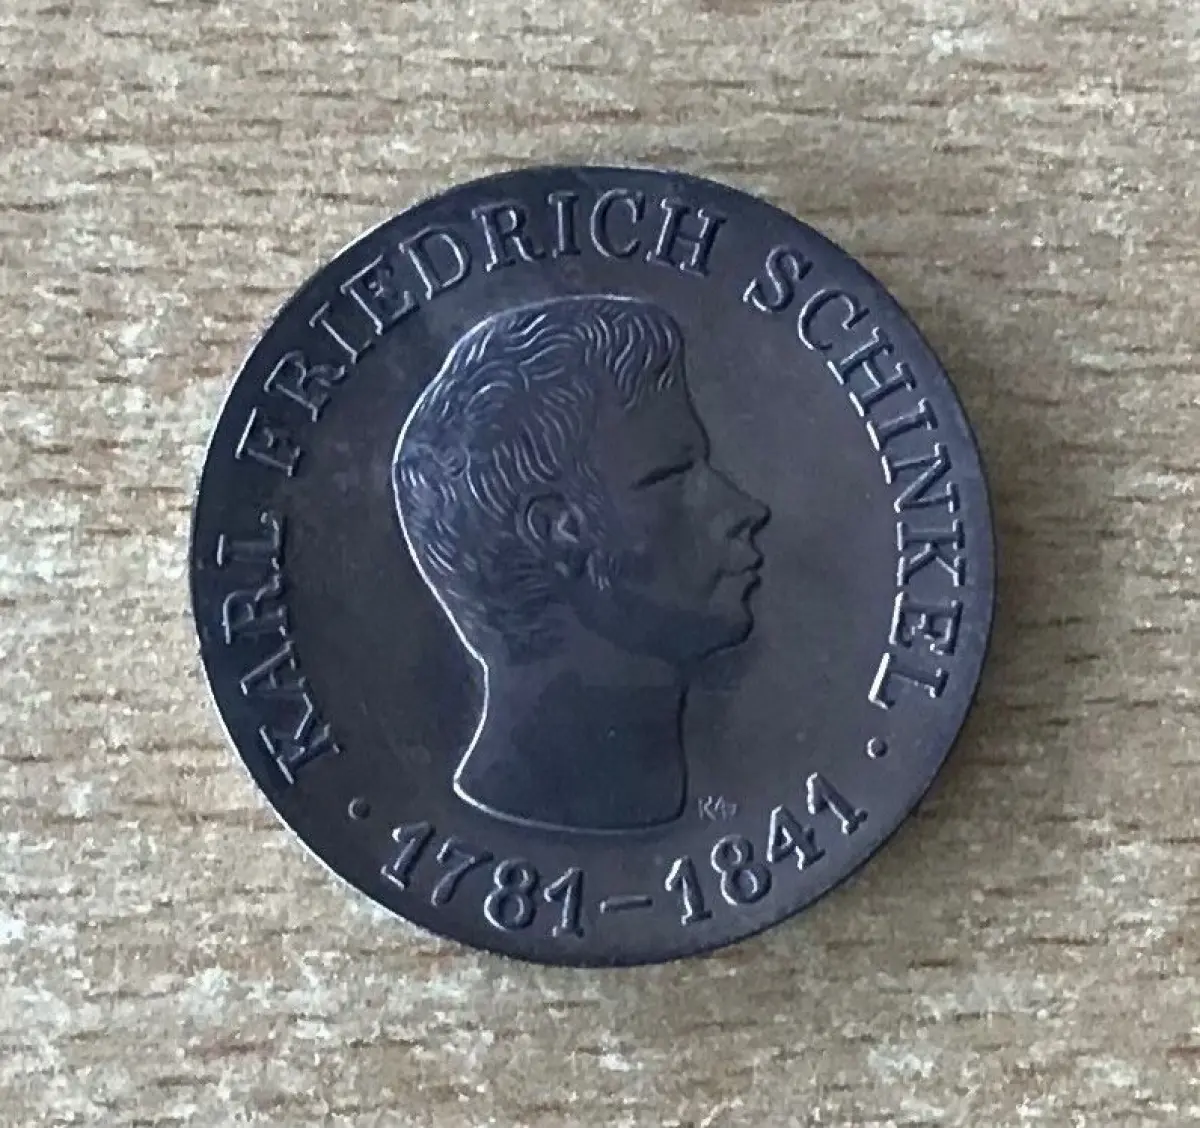 KARL FRIEDRICH SCHINKEL
· 1781–1841 ·